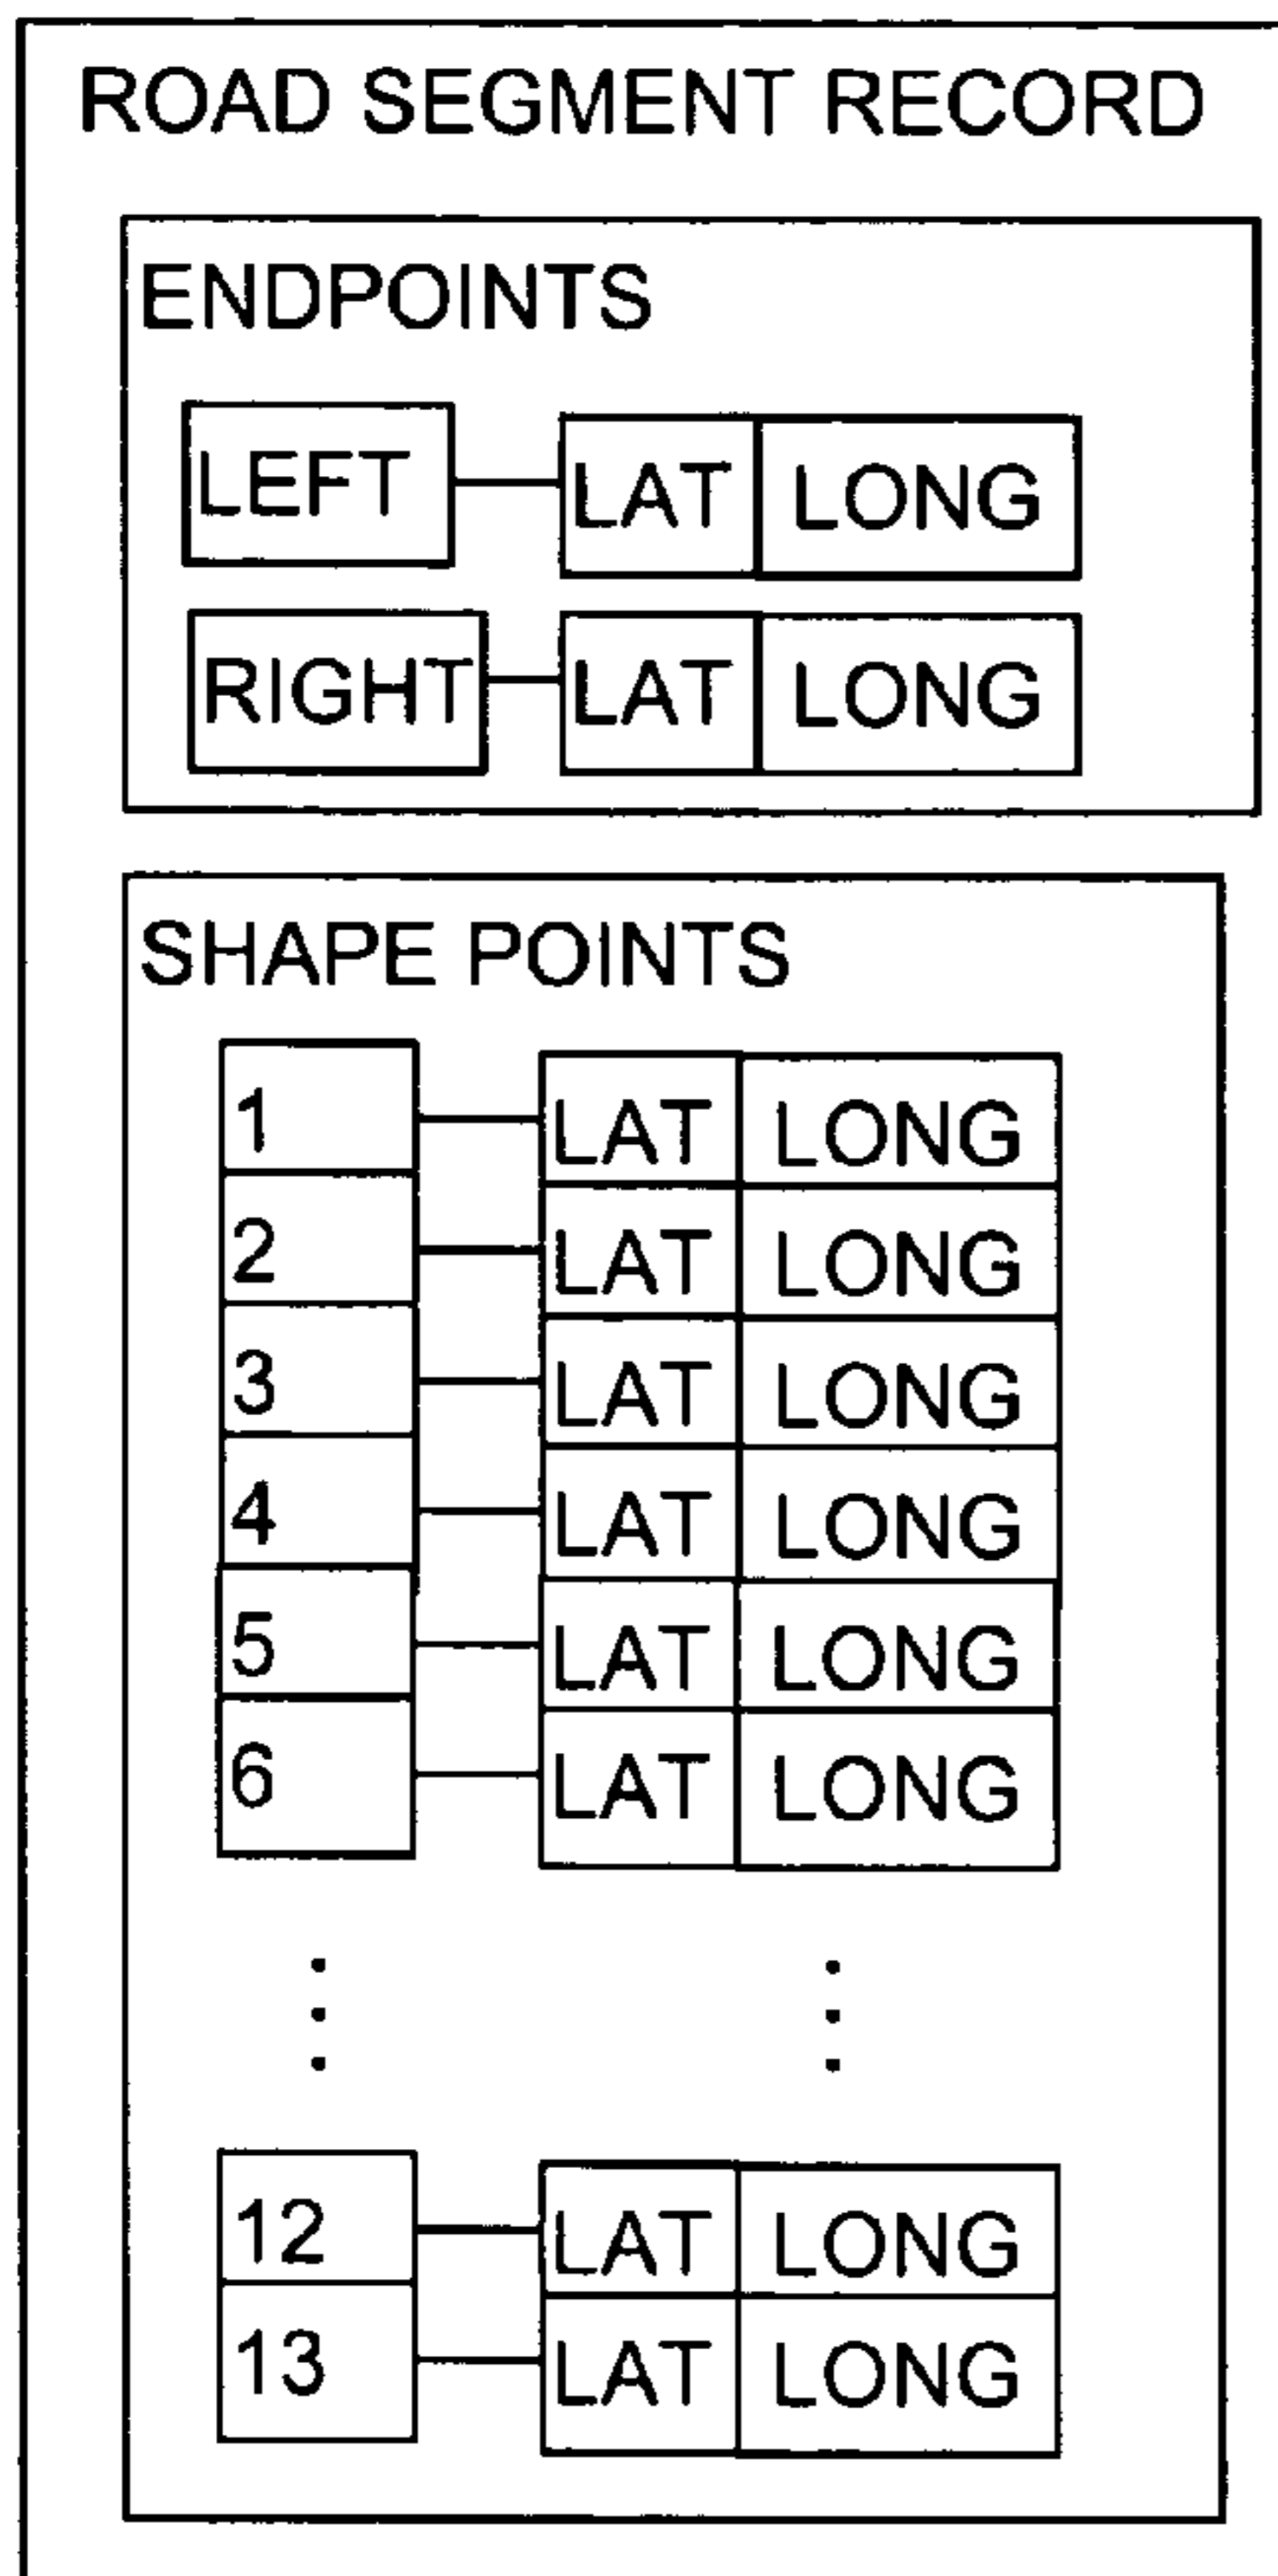 ROAD SEGMENT RECORD
ENDPOINTS
LEFT LAT LONG
RIGHT LAT LONG
SHAPE POINTS
1 LAT LONG
2 LAT LONG
3 LAT LONG
4 LAT LONG
5 LAT LONG
6 LAT LONG
12 LAT LONG
13 LAT LONG